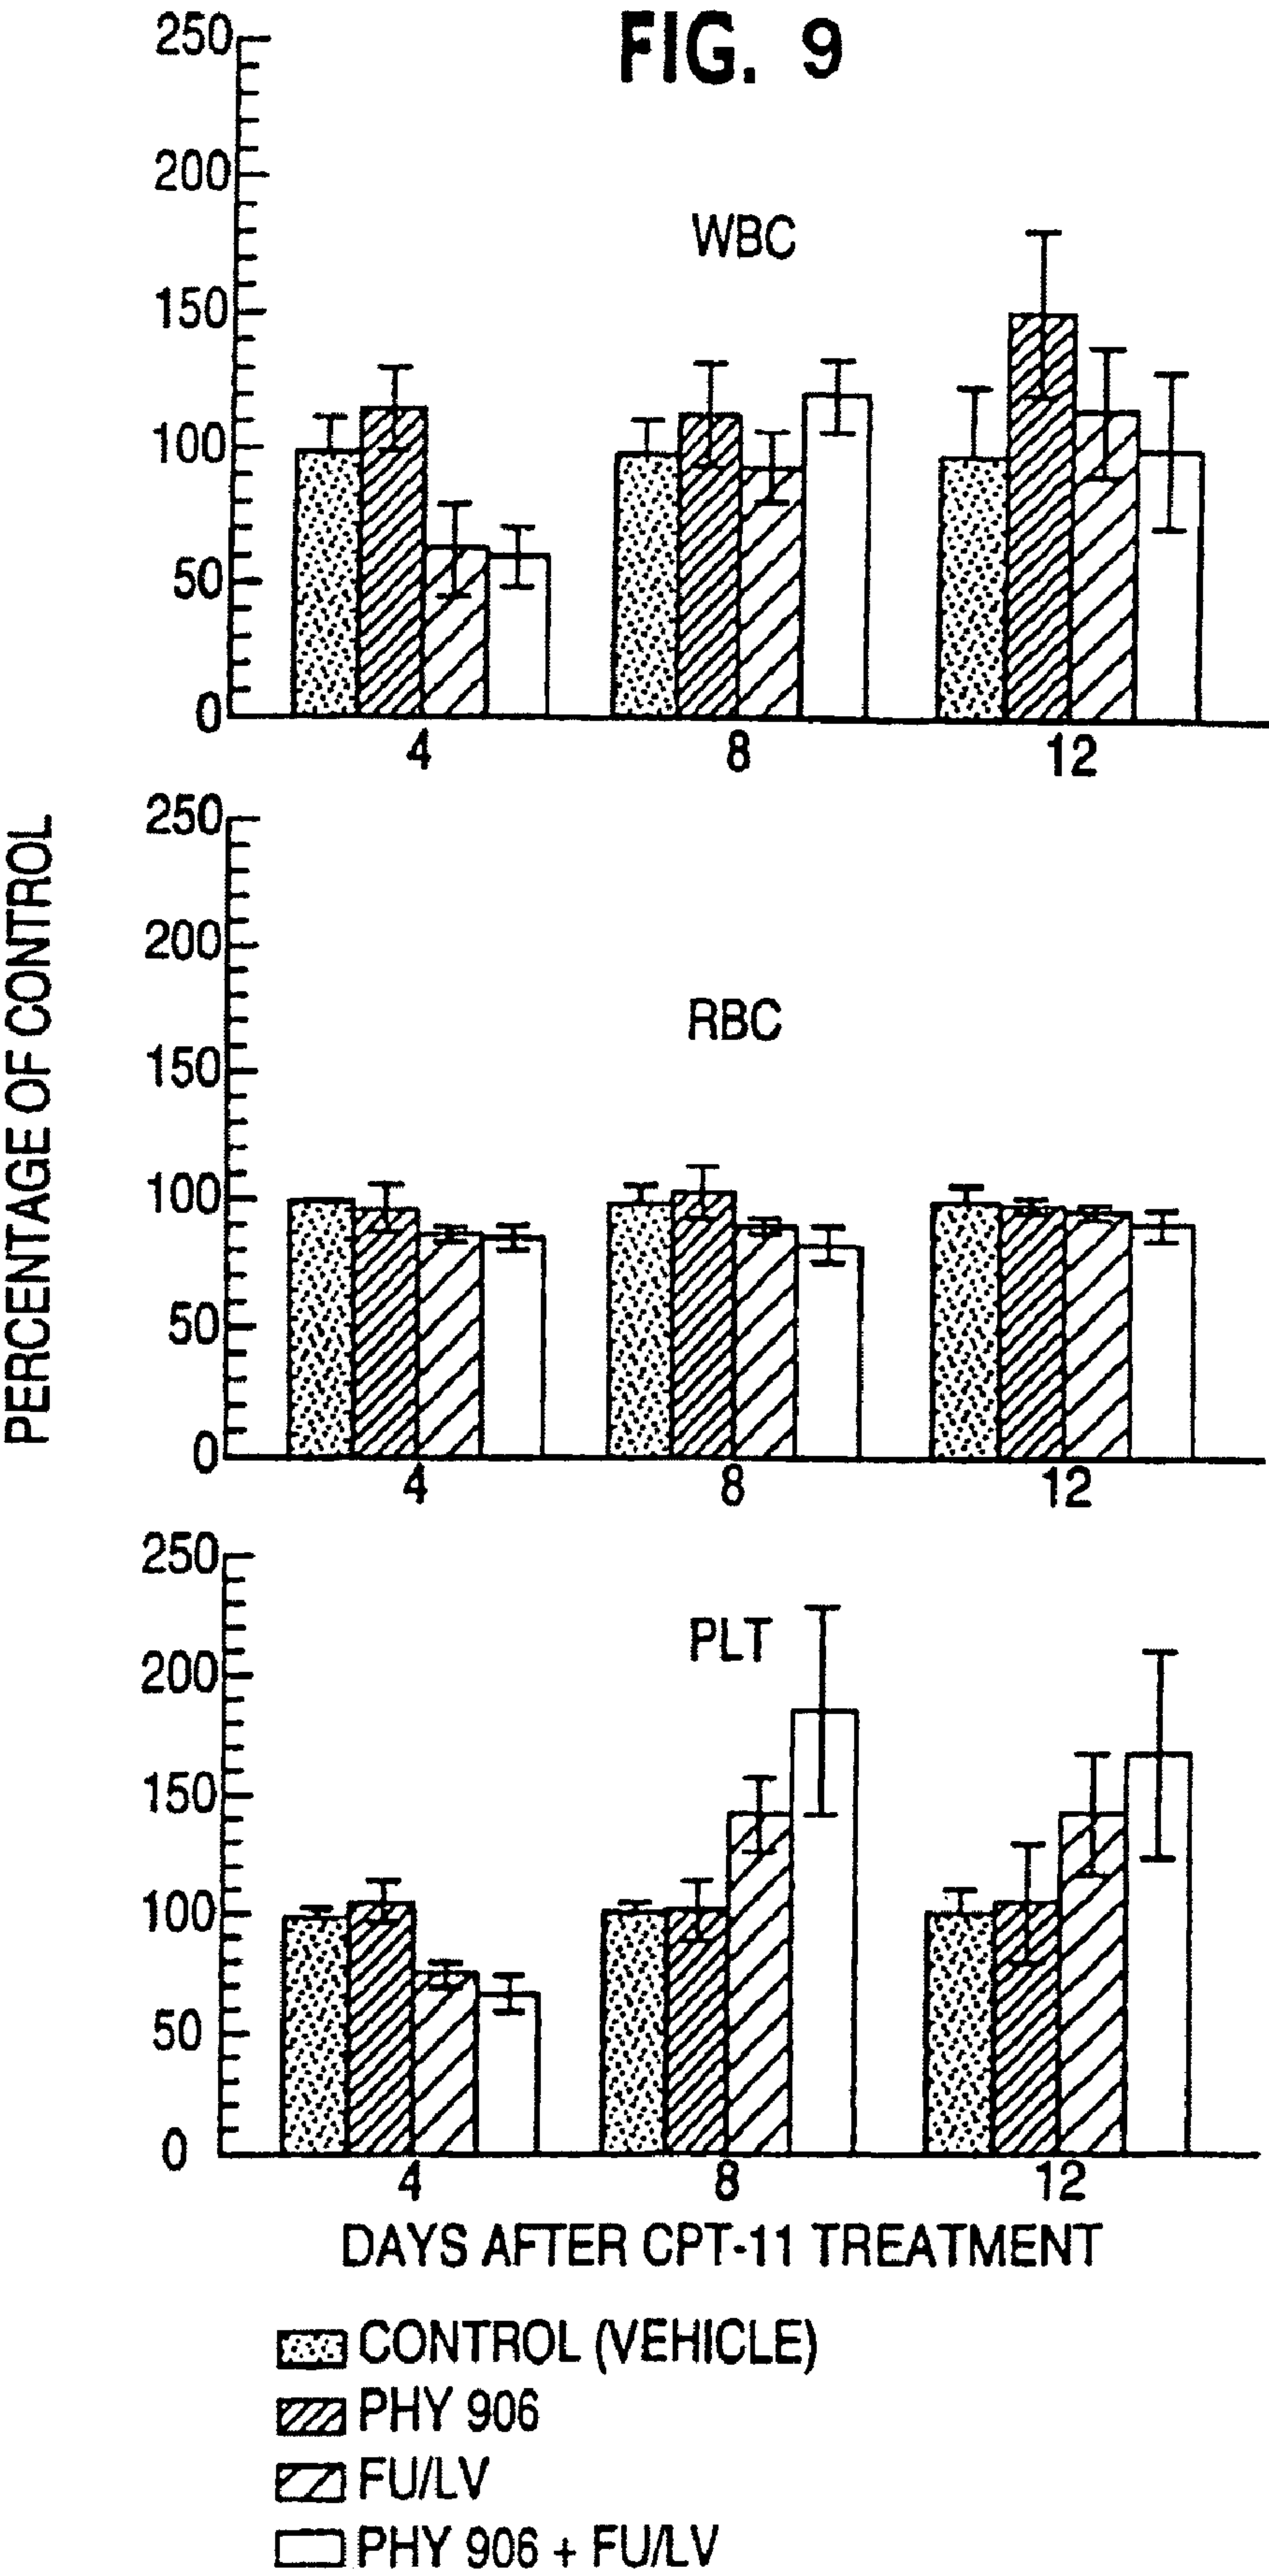 FIG. 9
250
200
150
100
50
0
WBC
4 8 12
PERCENTAGE OF CONTROL
250
200
150
100
50
0
RBC
4 8 12
250
200
150
100
50
0
PLT
4 8 12
DAYS AFTER CPT-11 TREATMENT
CONTROL (VEHICLE)
PHY 906
FU/LV
PHY 906 + FU/LV